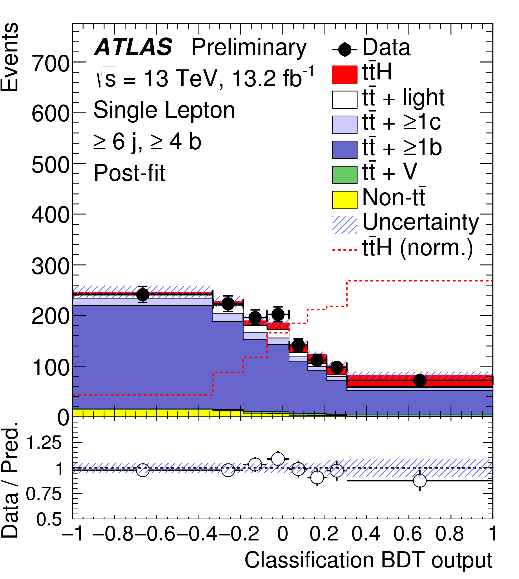 Events
ATLAS Preliminary
√s = 13 TeV, 13.2 fb⁻¹
Single Lepton
≥ 6 j, ≥ 4 b
Post-fit
Data
tt̄H
tt̄ + light
tt̄ + ≥1c
tt̄ + ≥1b
tt̄ + V
Non-tt̄
Uncertainty
tt̄H (norm.)
700
600
500
400
300
200
100
0
Data / Pred.
1.25
1
0.75
0.5
−1 −0.8 −0.6 −0.4 −0.2 0 0.2 0.4 0.6 0.8 1
Classification BDT output